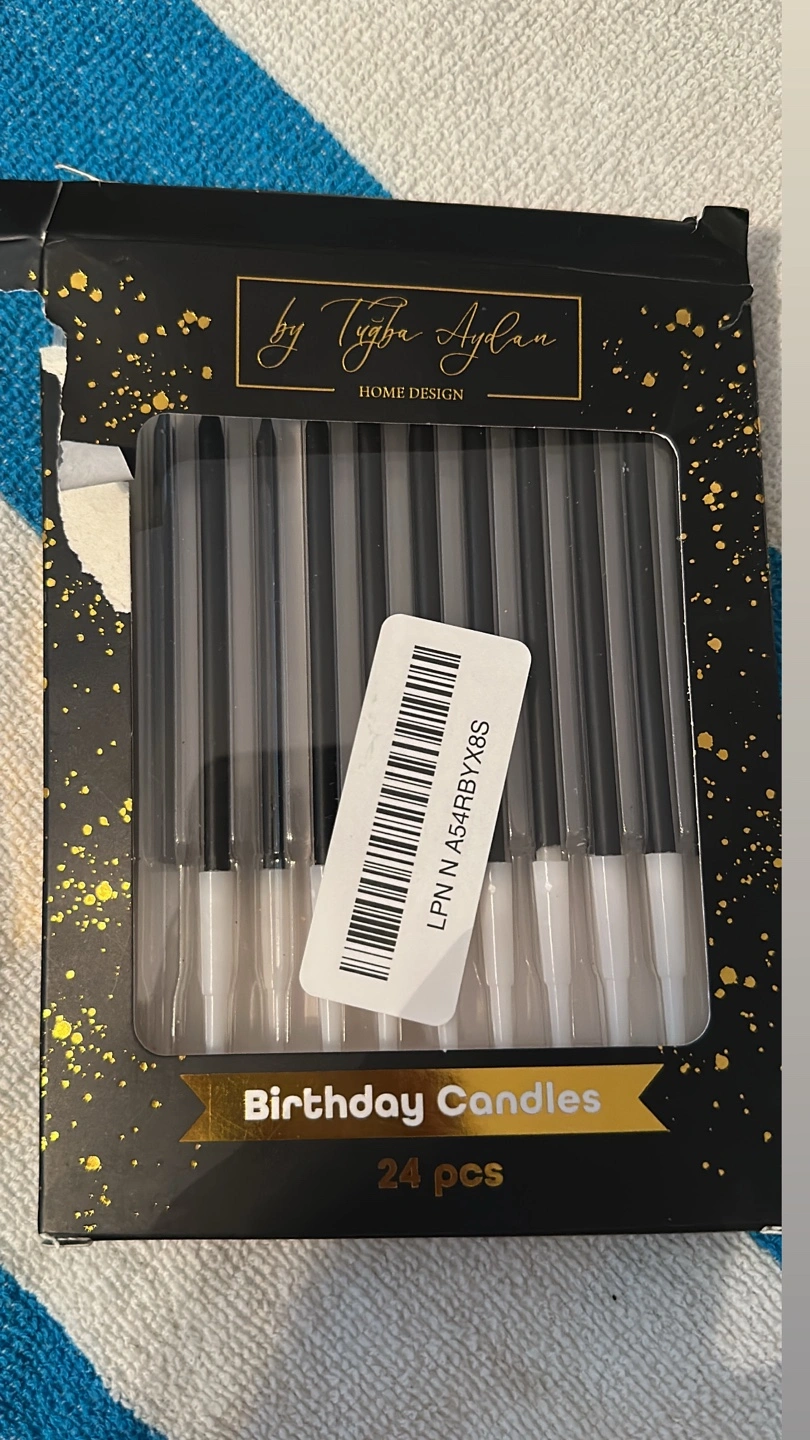 by Tuğba Aydan
HOME DESIGN
LPN N A54RBYX8S
Birthday Candles
24 pcs